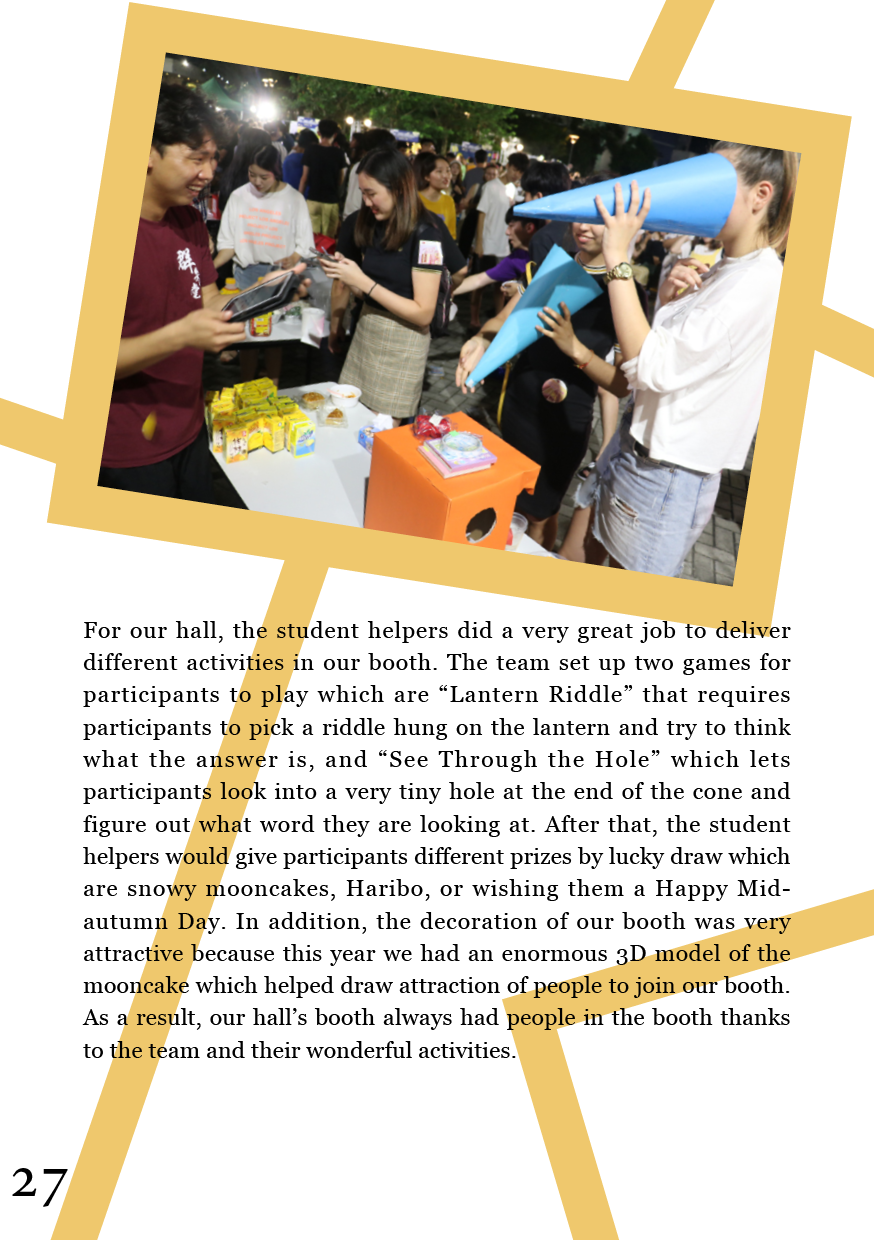 群
For our hall, the student helpers did a very great job to deliver
different activities in our booth. The team set up two games for
participants to play which are “Lantern Riddle” that requires
participants to pick a riddle hung on the lantern and try to think
what the answer is, and “See Through the Hole” which lets
participants look into a very tiny hole at the end of the cone and
figure out what word they are looking at. After that, the student
helpers would give participants different prizes by lucky draw which
are snowy mooncakes, Haribo, or wishing them a Happy Mid-
autumn Day. In addition, the decoration of our booth was very
attractive because this year we had an enormous 3D model of the
mooncake which helped draw attraction of people to join our booth.
As a result, our hall’s booth always had people in the booth thanks
to the team and their wonderful activities.
27